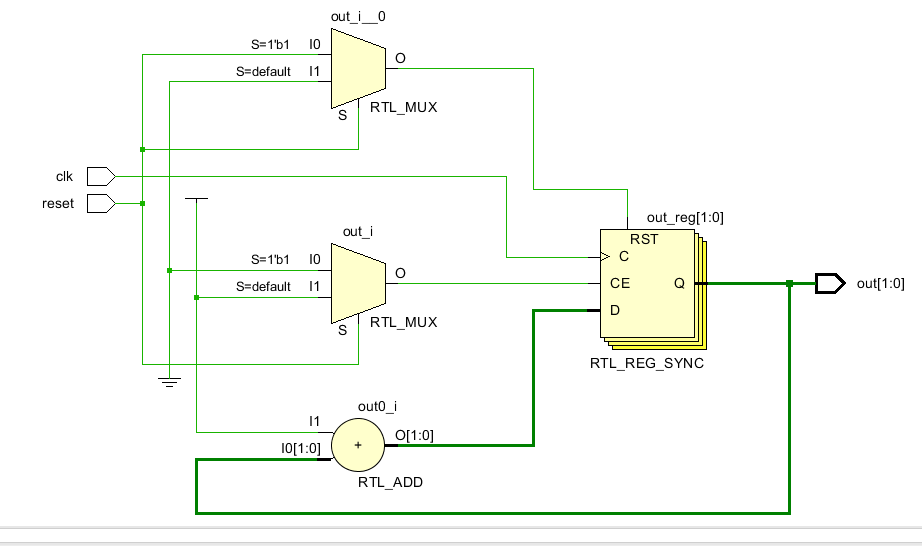 out_i__0
S=1'b1 I0
S=default I1
O
S
RTL_MUX
clk
reset
out_reg[1:0]
RST
C
CE
Q
D
out[1:0]
RTL_REG_SYNC
out_i
S=1'b1 I0
S=default I1
O
S
RTL_MUX
out0_i
I1
I0[1:0]
+
O[1:0]
RTL_ADD